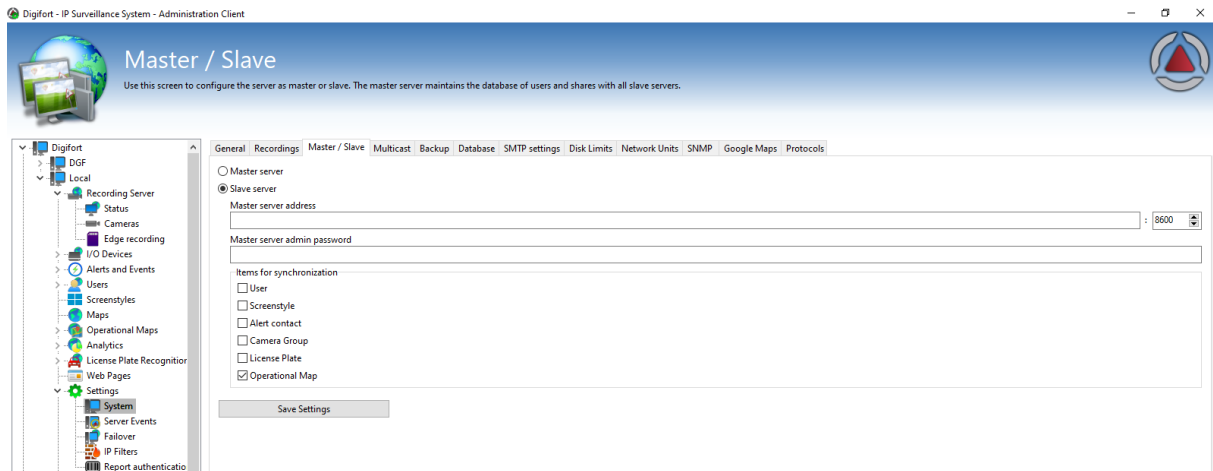 Digifort - IP Surveillance System - Administration Client
Master / Slave
Use this screen to configure the server as master or slave. The master server maintains the database of users and shares with all slave servers.
Digifort
DGF
Local
Recording Server
Status
Cameras
Edge recording
I/O Devices
Alerts and Events
Users
Screenstyles
Maps
Operational Maps
Analytics
License Plate Recognition
Web Pages
Settings
System
Server Events
Failover
IP Filters
Report authenticatio
General Recordings Master / Slave Multicast Backup Database SMTP settings Disk Limits Network Units SNMP Google Maps Protocols
Master server
Slave server
Master server address
: 8600
Master server admin password
Items for synchronization
User
Screenstyle
Alert contact
Camera Group
License Plate
Operational Map
Save Settings